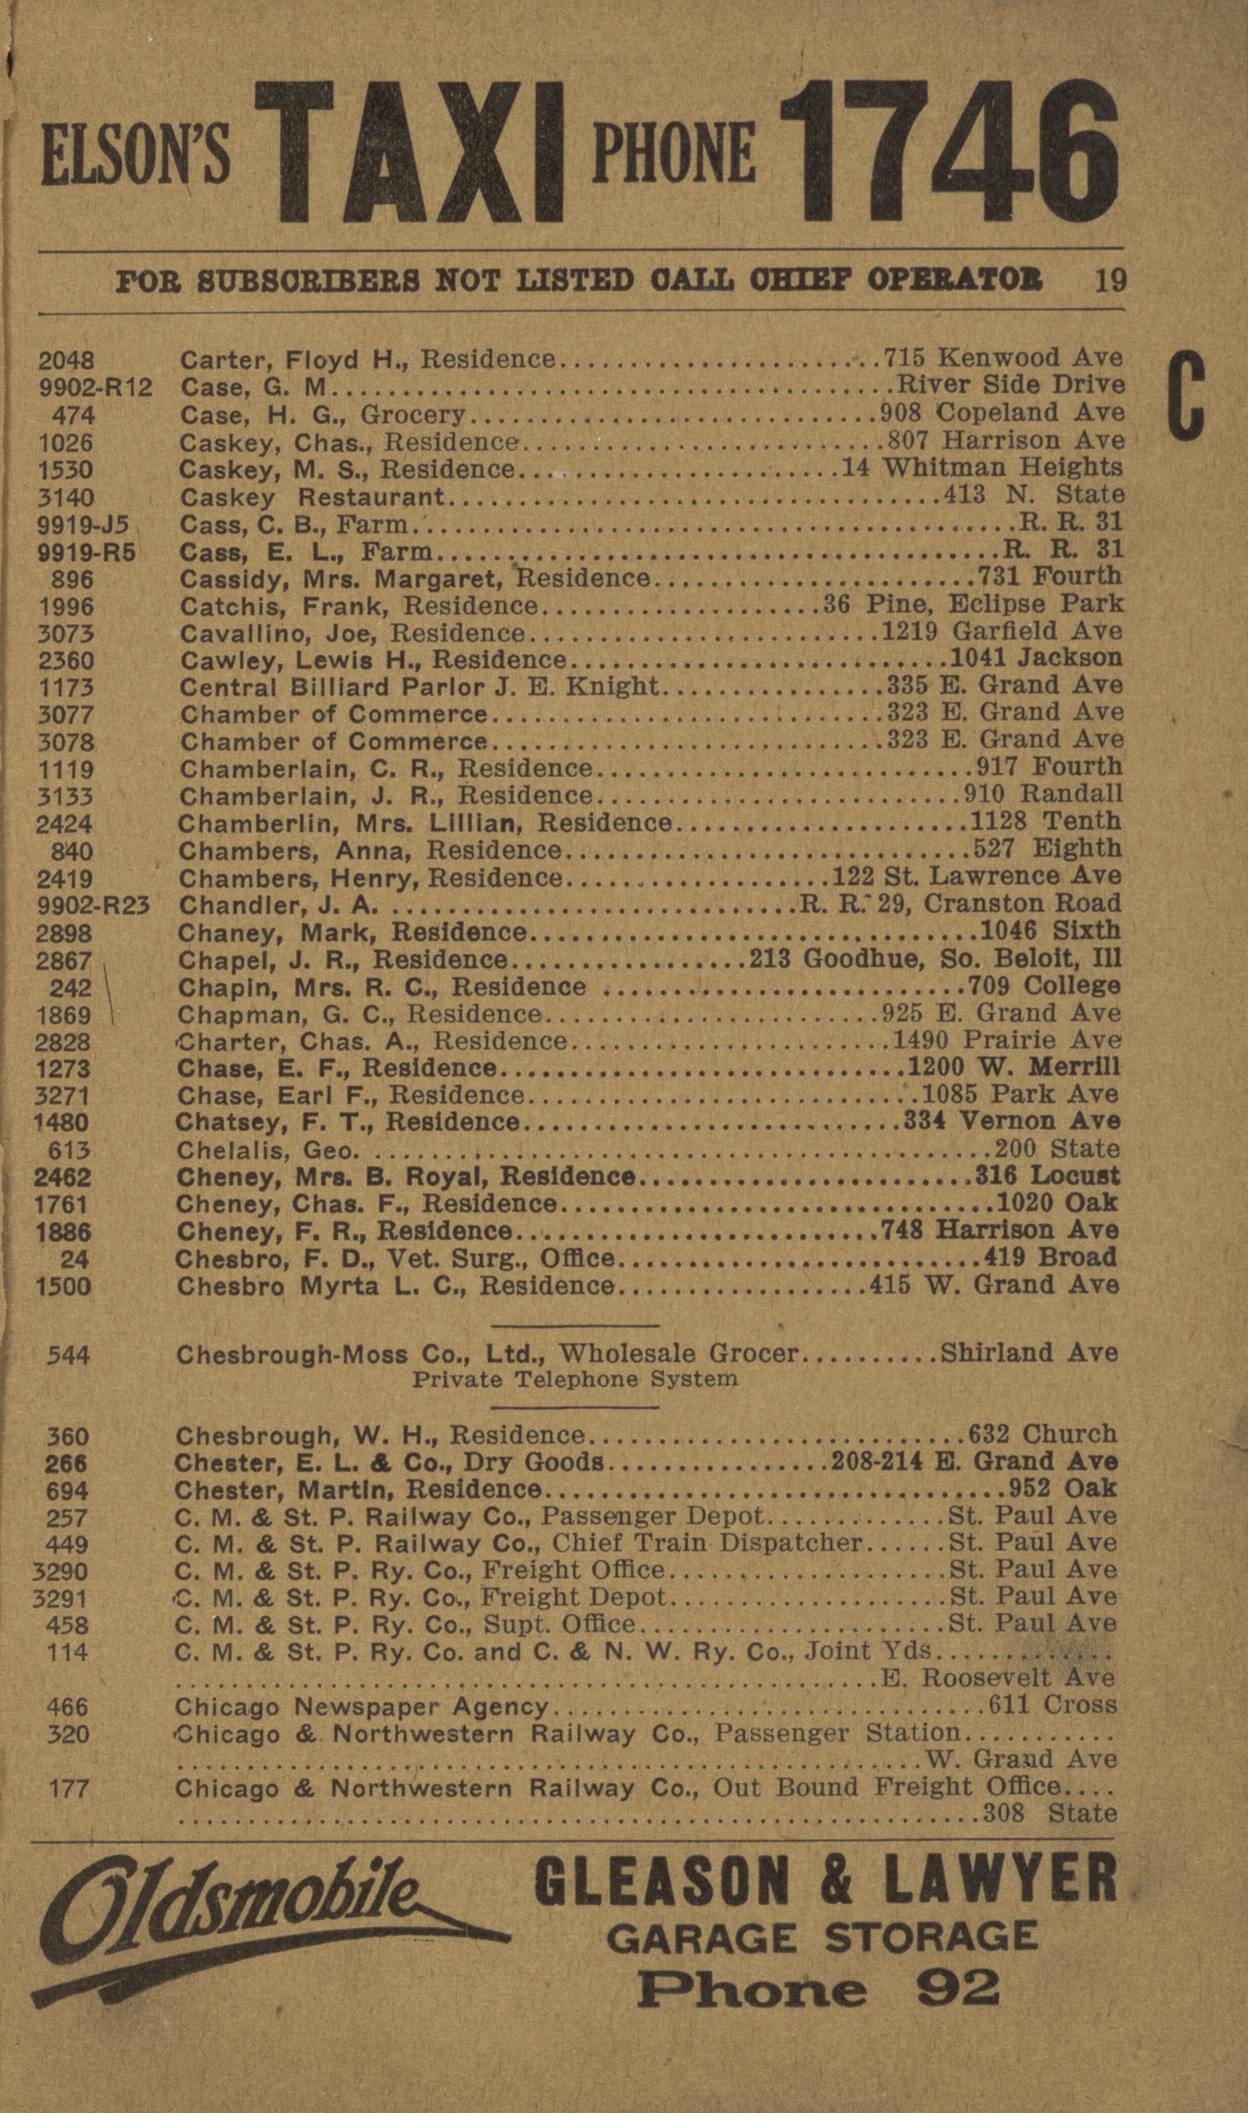 ELSON'S TAXI PHONE 1746
FOR SUBSCRIBERS NOT LISTED CALL CHIEF OPERATOR 19
C
2048 Carter, Floyd H., Residence.......................715 Kenwood Ave
9902-R12 Case, G. M........................................River Side Drive
474 Case, H. G., Grocery..............................908 Copeland Ave
1026 Caskey, Chas., Residence..........................807 Harrison Ave
1530 Caskey, M. S., Residence.......................14 Whitman Heights
3140 Caskey Restaurant...................................413 N. State
9919-J5 Cass, C. B., Farm...........................................R. R. 31
9919-R5 Cass, E. L., Farm........................................R. R. 31
896 Cassidy, Mrs. Margaret, Residence.......................731 Fourth
1996 Catchis, Frank, Residence....................36 Pine, Eclipse Park
3073 Cavallino, Joe, Residence.........................1219 Garfield Ave
2360 Cawley, Lewis H., Residence...........................1041 Jackson
1173 Central Billiard Parlor J. E. Knight................335 E. Grand Ave
3077 Chamber of Commerce............................323 E. Grand Ave
3078 Chamber of Commerce............................323 E. Grand Ave
1119 Chamberlain, C. R., Residence...........................917 Fourth
3133 Chamberlain, J. R., Residence..........................910 Randall
2424 Chamberlin, Mrs. Lillian, Residence.....................1128 Tenth
840 Chambers, Anna, Residence.............................527 Eighth
2419 Chambers, Henry, Residence...................122 St. Lawrence Ave
9902-R23 Chandler, J. A. .............................R. R. 29, Cranston Road
2898 Chaney, Mark, Residence................................1046 Sixth
2867 Chapel, J. R., Residence.................213 Goodhue, So. Beloit, Ill
242 Chapin, Mrs. R. C., Residence ..........................709 College
1869 Chapman, G. C., Residence........................925 E. Grand Ave
2828 Charter, Chas. A., Residence.......................1490 Prairie Ave
1273 Chase, E. F., Residence.............................1200 W. Merrill
3271 Chase, Earl F., Residence............................1085 Park Ave
1480 Chatsey, F. T., Residence...........................334 Vernon Ave
613 Chelalis, Geo. ............................................200 State
2462 Cheney, Mrs. B. Royal, Residence........................316 Locust
1761 Cheney, Chas. F., Residence...............................1020 Oak
1886 Cheney, F. R., Residence..........................748 Harrison Ave
24 Chesbro, F. D., Vet. Surg., Office..........................419 Broad
1500 Chesbro Myrta L. C., Residence..................415 W. Grand Ave
544 Chesbrough-Moss Co., Ltd., Wholesale Grocer..........Shirland Ave
Private Telephone System
360 Chesbrough, W. H., Residence...........................632 Church
266 Chester, E. L. & Co., Dry Goods................208-214 E. Grand Ave
694 Chester, Martin, Residence.................................952 Oak
257 C. M. & St. P. Railway Co., Passenger Depot.............St. Paul Ave
449 C. M. & St. P. Railway Co., Chief Train Dispatcher......St. Paul Ave
3290 C. M. & St. P. Ry. Co., Freight Office....................St. Paul Ave
3291 C. M. & St. P. Ry. Co., Freight Depot....................St. Paul Ave
458 C. M. & St. P. Ry. Co., Supt. Office......................St. Paul Ave
114 C. M. & St. P. Ry. Co. and C. & N. W. Ry. Co., Joint Yds.............
..................................................E. Roosevelt Ave
466 Chicago Newspaper Agency...............................611 Cross
320 Chicago & Northwestern Railway Co., Passenger Station...........
.....................................................W. Grand Ave
177 Chicago & Northwestern Railway Co., Out Bound Freight Office....
.........................................................308 State
Oldsmobile
GLEASON & LAWYER
GARAGE STORAGE
Phone 92